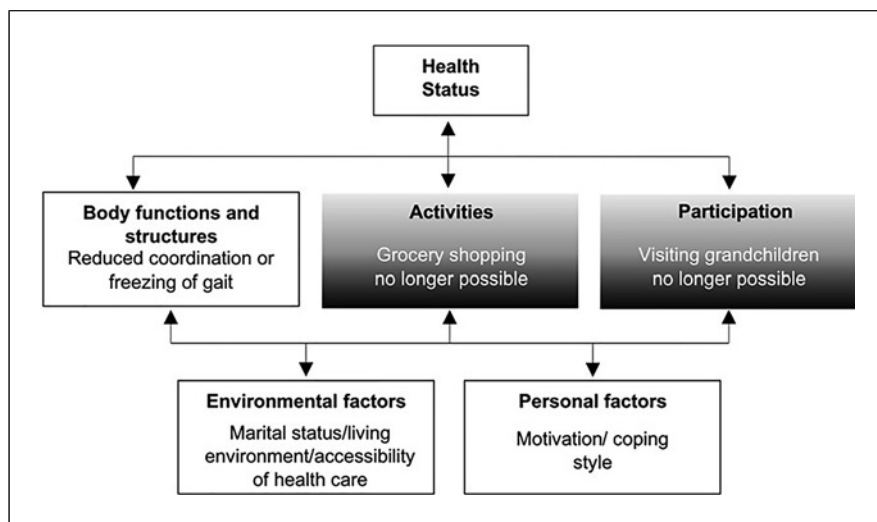 Health
Status
Body functions and
structures
Reduced coordination or
freezing of gait
Activities
Grocery shopping
no longer possible
Participation
Visiting grandchildren
no longer possible
Environmental factors
Marital status/living
environment/accessibility
of health care
Personal factors
Motivation/ coping
style